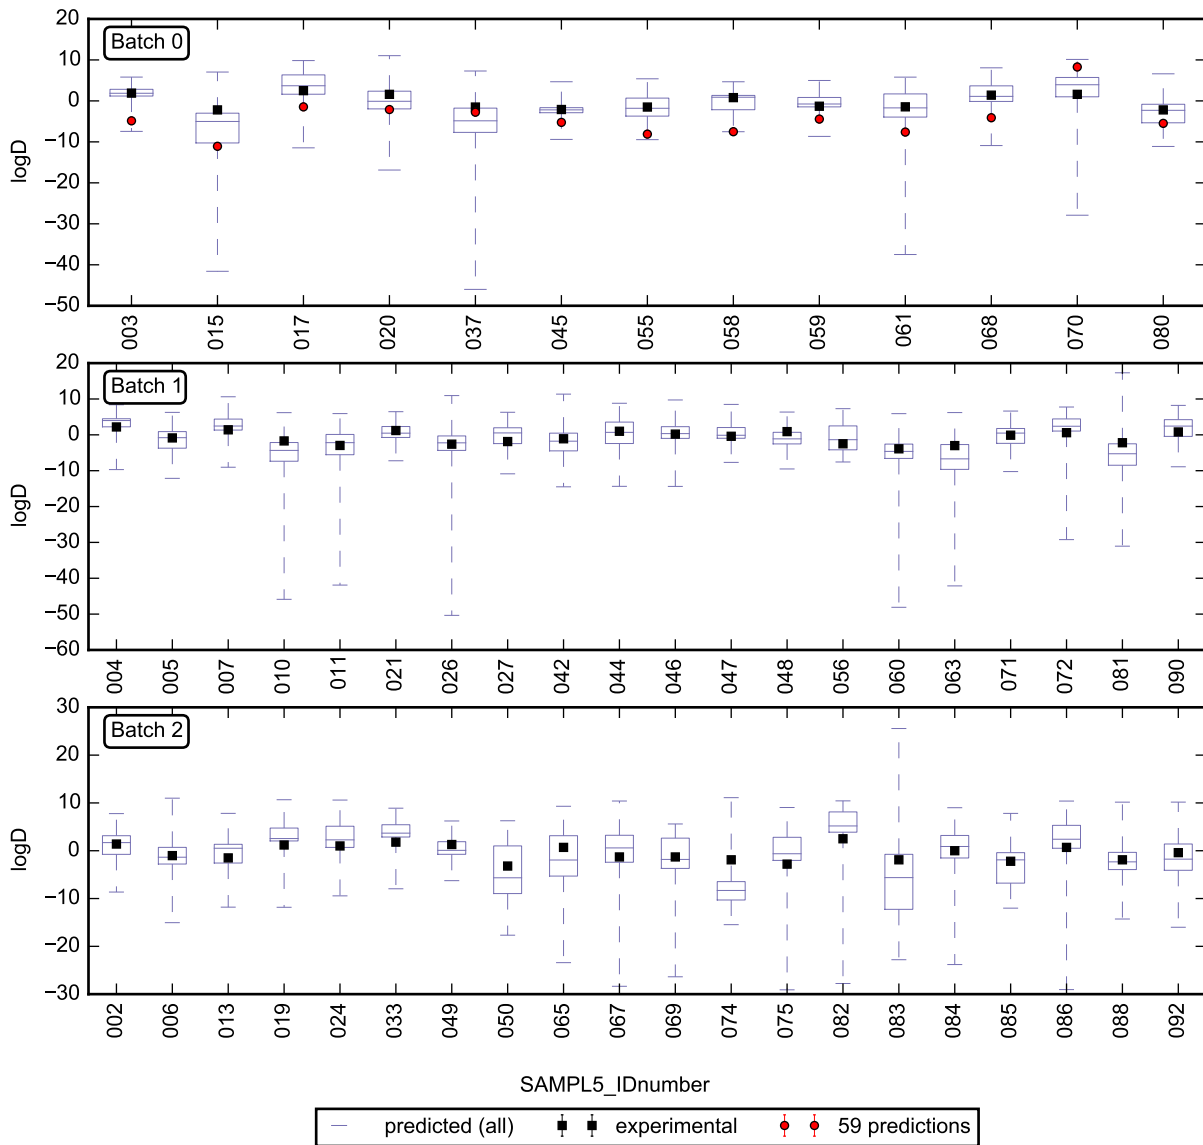 Batch 0
20
10
0
−10
−20
−30
−40
−50
logD
003 015 017 020 037 045 055 058 059 061 068 070 080
Batch 1
20
10
0
−10
−20
−30
−40
−50
−60
logD
004 005 007 010 011 021 026 027 042 044 046 047 048 056 060 063 071 072 081 090
Batch 2
30
20
10
0
−10
−20
−30
logD
002 006 013 019 024 033 049 050 065 067 069 074 075 082 083 084 085 086 088 092
SAMPL5_IDnumber
predicted (all) experimental 59 predictions